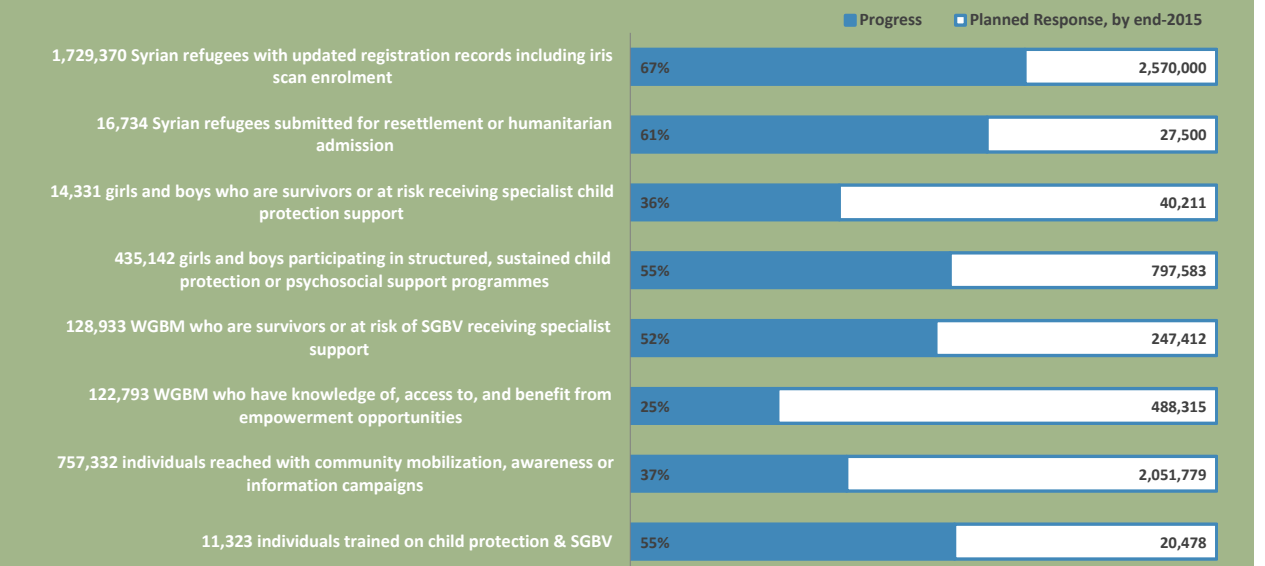 Progress
Planned Response, by end-2015
1,729,370 Syrian refugees with updated registration records including iris
scan enrolment
67%
2,570,000
16,734 Syrian refugees submitted for resettlement or humanitarian
admission
61%
27,500
14,331 girls and boys who are survivors or at risk receiving specialist child
protection support
36%
40,211
435,142 girls and boys participating in structured, sustained child
protection or psychosocial support programmes
55%
797,583
128,933 WGBM who are survivors or at risk of SGBV receiving specialist
support
52%
247,412
122,793 WGBM who have knowledge of, access to, and benefit from
empowerment opportunities
25%
488,315
757,332 individuals reached with community mobilization, awareness or
information campaigns
37%
2,051,779
11,323 individuals trained on child protection & SGBV
55%
20,478